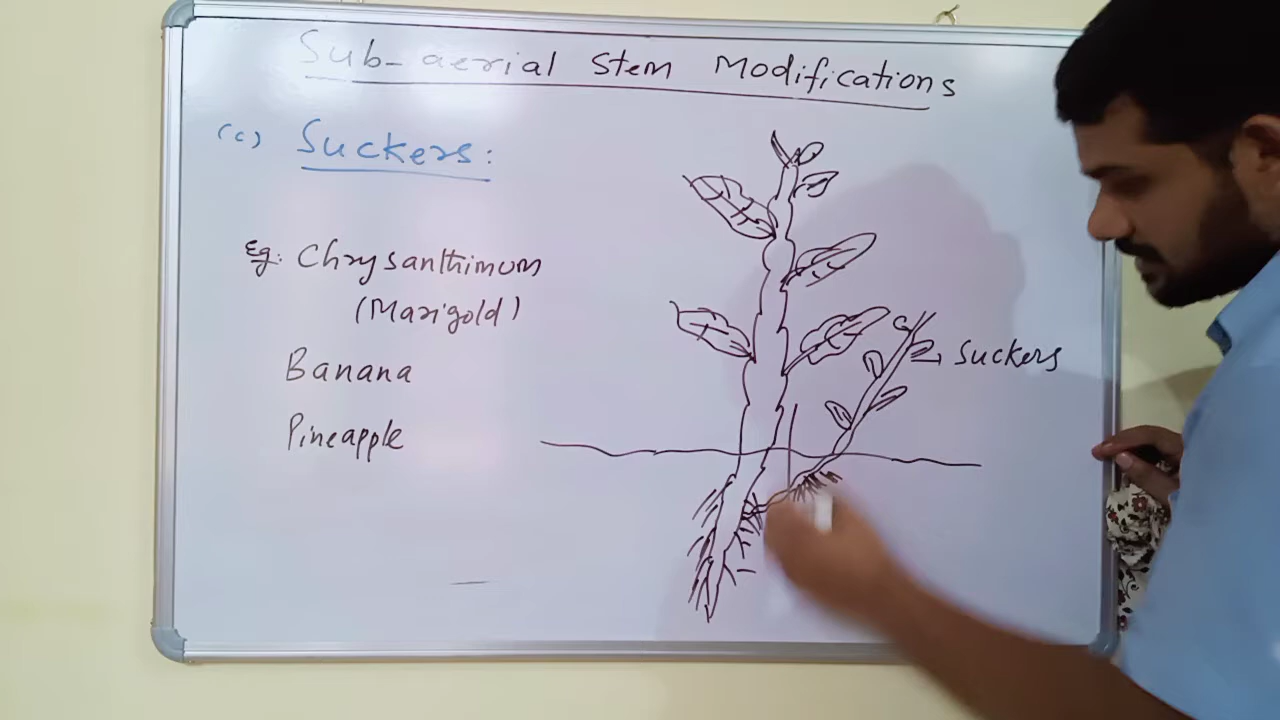 Sub-aerial Stem Modifications
(c) Suckers:
Eg: Chrysanthimum
(Marigold)
Banana
Pineapple
Suckers